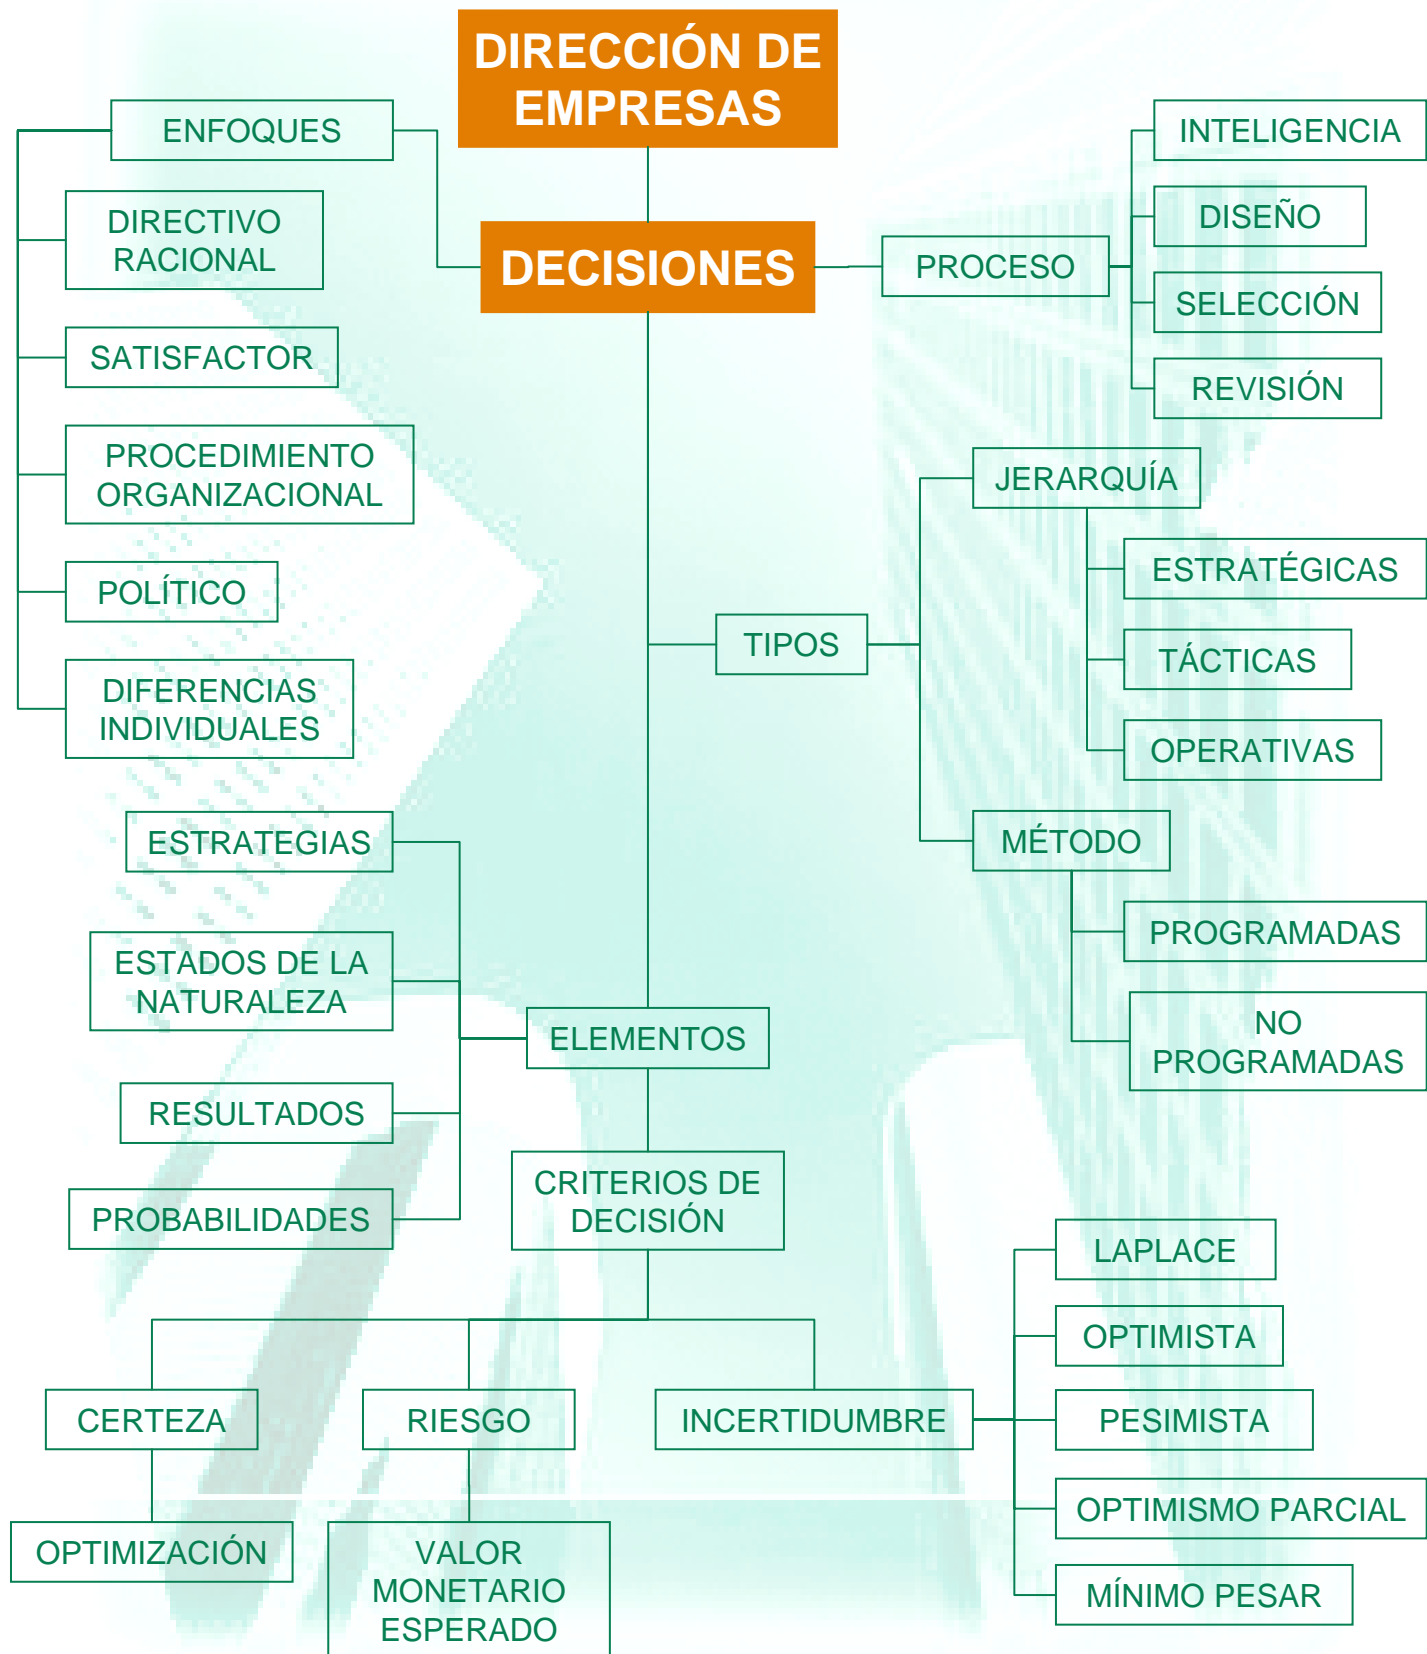 DIRECCIÓN DE
EMPRESAS
DECISIONES
ENFOQUES
DIRECTIVO
RACIONAL
SATISFACTOR
PROCEDIMIENTO
ORGANIZACIONAL
POLÍTICO
DIFERENCIAS
INDIVIDUALES
PROCESO
INTELIGENCIA
DISEÑO
SELECCIÓN
REVISIÓN
TIPOS
JERARQUÍA
ESTRATÉGICAS
TÁCTICAS
OPERATIVAS
MÉTODO
PROGRAMADAS
NO
PROGRAMADAS
ELEMENTOS
ESTRATEGIAS
ESTADOS DE LA
NATURALEZA
RESULTADOS
PROBABILIDADES
CRITERIOS DE
DECISIÓN
CERTEZA
OPTIMIZACIÓN
RIESGO
VALOR
MONETARIO
ESPERADO
INCERTIDUMBRE
LAPLACE
OPTIMISTA
PESIMISTA
OPTIMISMO PARCIAL
MÍNIMO PESAR